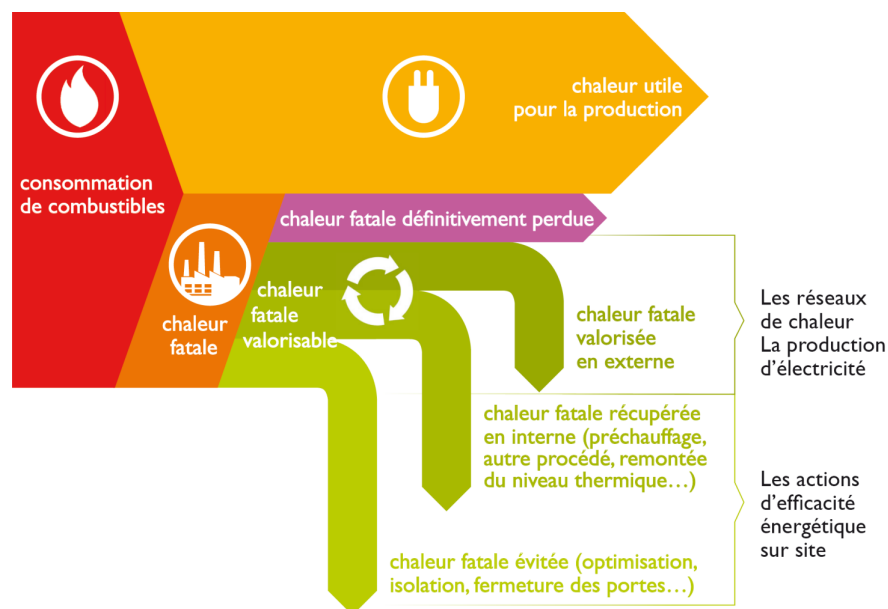 chaleur utile
pour la production
consommation
de combustibles
chaleur fatale définitivement perdue
chaleur
fatale
chaleur
fatale
valorisable
chaleur fatale
valorisée
en externe
Les réseaux
de chaleur
La production
d’électricité
chaleur fatale récupérée
en interne (préchauffage,
autre procédé, remontée
du niveau thermique…)
Les actions
d’efficacité
énergétique
sur site
chaleur fatale évitée (optimisation,
isolation, fermeture des portes…)